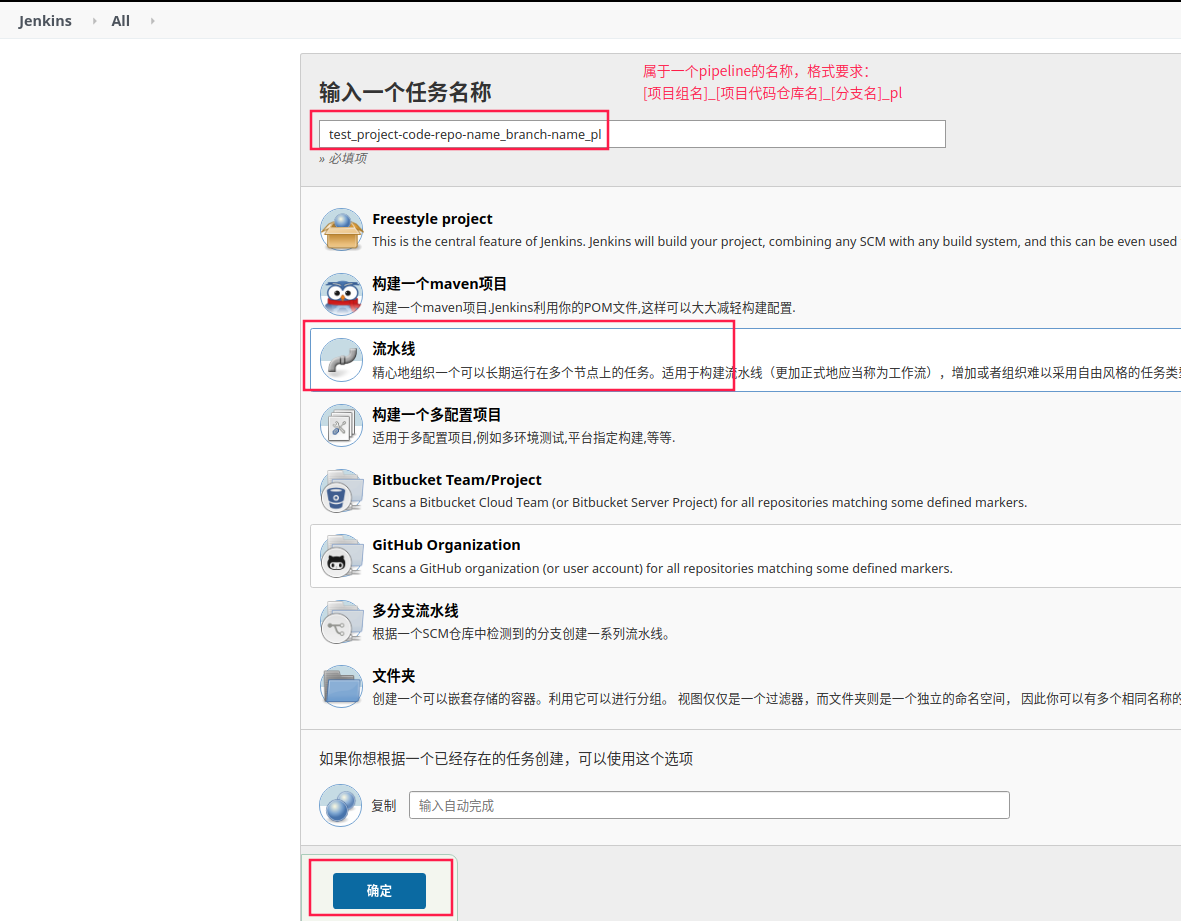 Jenkins All
属于一个pipeline的名称，格式要求：
[项目组名]_[项目代码仓库名]_[分支名]_pl
输入一个任务名称
test_project-code-repo-name_branch-name_pl
» 必填项
Freestyle project
This is the central feature of Jenkins. Jenkins will build your project, combining any SCM with any build system, and this can be even used
构建一个maven项目
构建一个maven项目.Jenkins利用你的POM文件,这样可以大大减轻构建配置.
流水线
精心地组织一个可以长期运行在多个节点上的任务。适用于构建流水线（更加正式地应当称为工作流），增加或者组织难以采用自由风格的任务类型
构建一个多配置项目
适用于多配置项目,例如多环境测试,平台指定构建,等等.
Bitbucket Team/Project
Scans a Bitbucket Cloud Team (or Bitbucket Server Project) for all repositories matching some defined markers.
GitHub Organization
Scans a GitHub organization (or user account) for all repositories matching some defined markers.
多分支流水线
根据一个SCM仓库中检测到的分支创建一系列流水线。
文件夹
创建一个可以嵌套存储的容器。利用它可以进行分组。 视图仅仅是一个过滤器，而文件夹则是一个独立的命名空间， 因此你可以有多个相同名称的
如果你想根据一个已经存在的任务创建，可以使用这个选项
复制 输入自动完成
确定